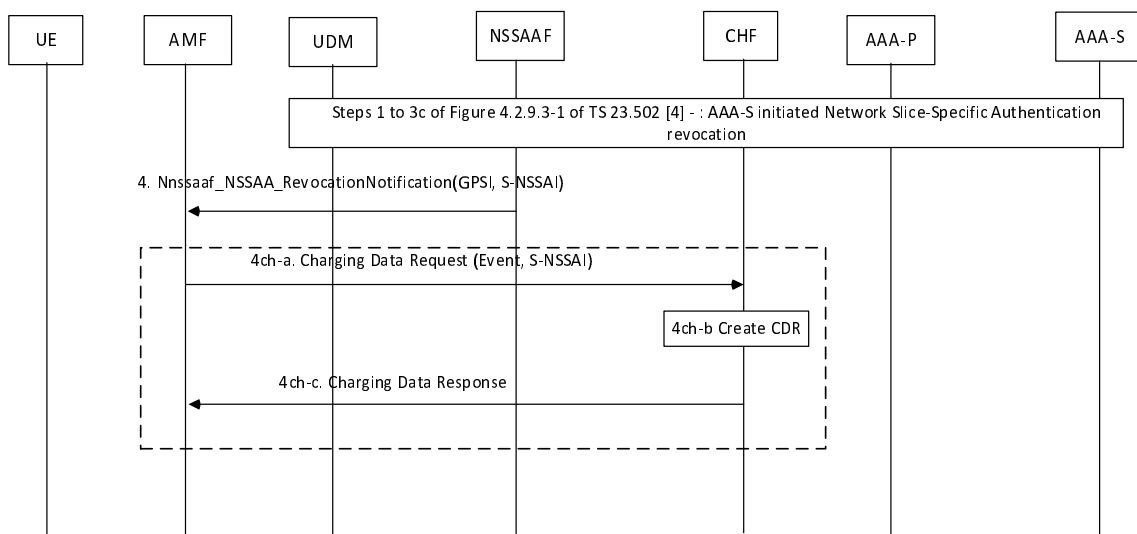 UE
AMF
UDM
NSSAAF
CHF
AAA-P
AAA-S
Steps 1 to 3c of Figure 4.2.9.3-1 of TS 23.502 [4] - : AAA-S initiated Network Slice-Specific Authentication
revocation
4. Nnssaaf_NSSAA_RevocationNotification(GPSI, S-NSSAI)
4ch-a. Charging Data Request (Event, S-NSSAI)
4ch-b Create CDR
4ch-c. Charging Data Response